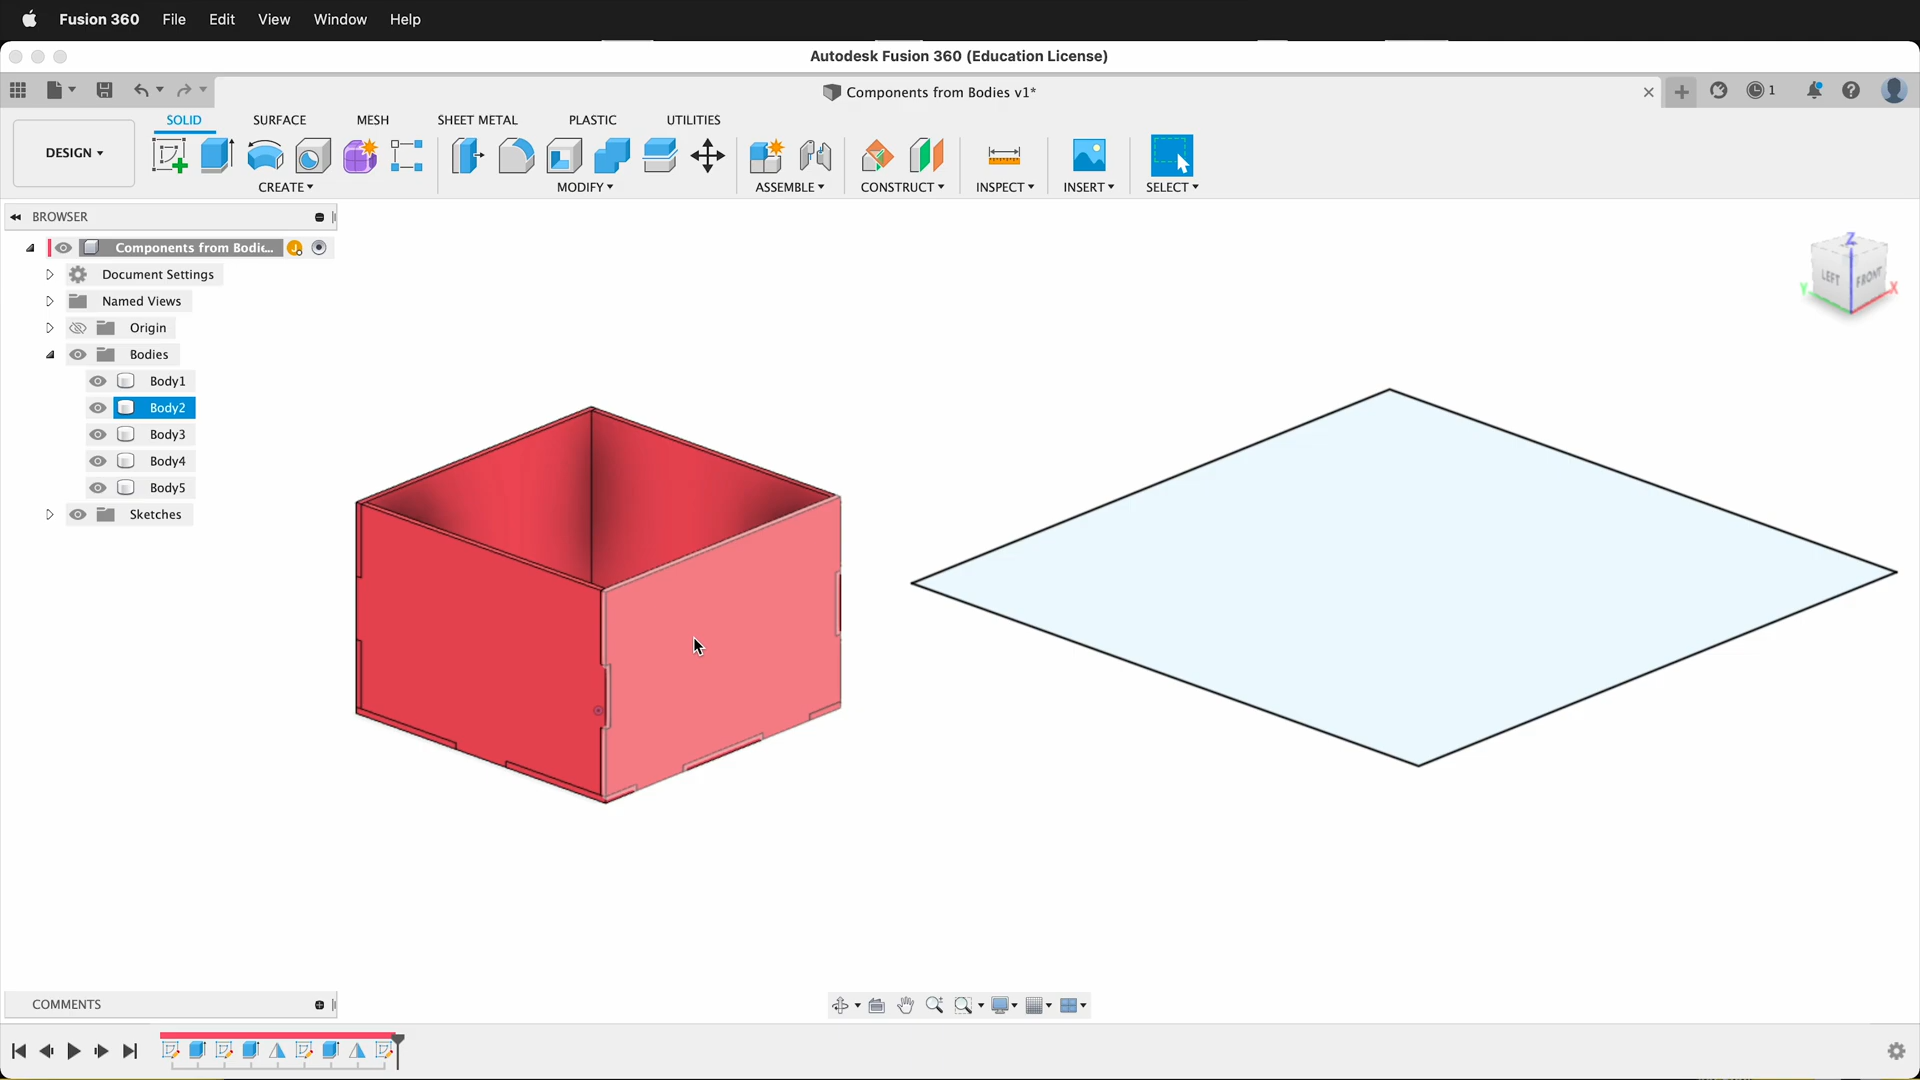 Fusion 360 File Edit View Window Help
Autodesk Fusion 360 (Education License)
Components from Bodies v1*
1
SOLID SURFACE MESH SHEET METAL PLASTIC UTILITIES
DESIGN
CREATE MODIFY ASSEMBLE CONSTRUCT INSPECT INSERT SELECT
BROWSER
Components from Bodie...
Document Settings
Named Views
Origin
Bodies
Body1
Body2
Body3
Body4
Body5
Sketches
Z
LEFT FRONT
Y X
COMMENTS